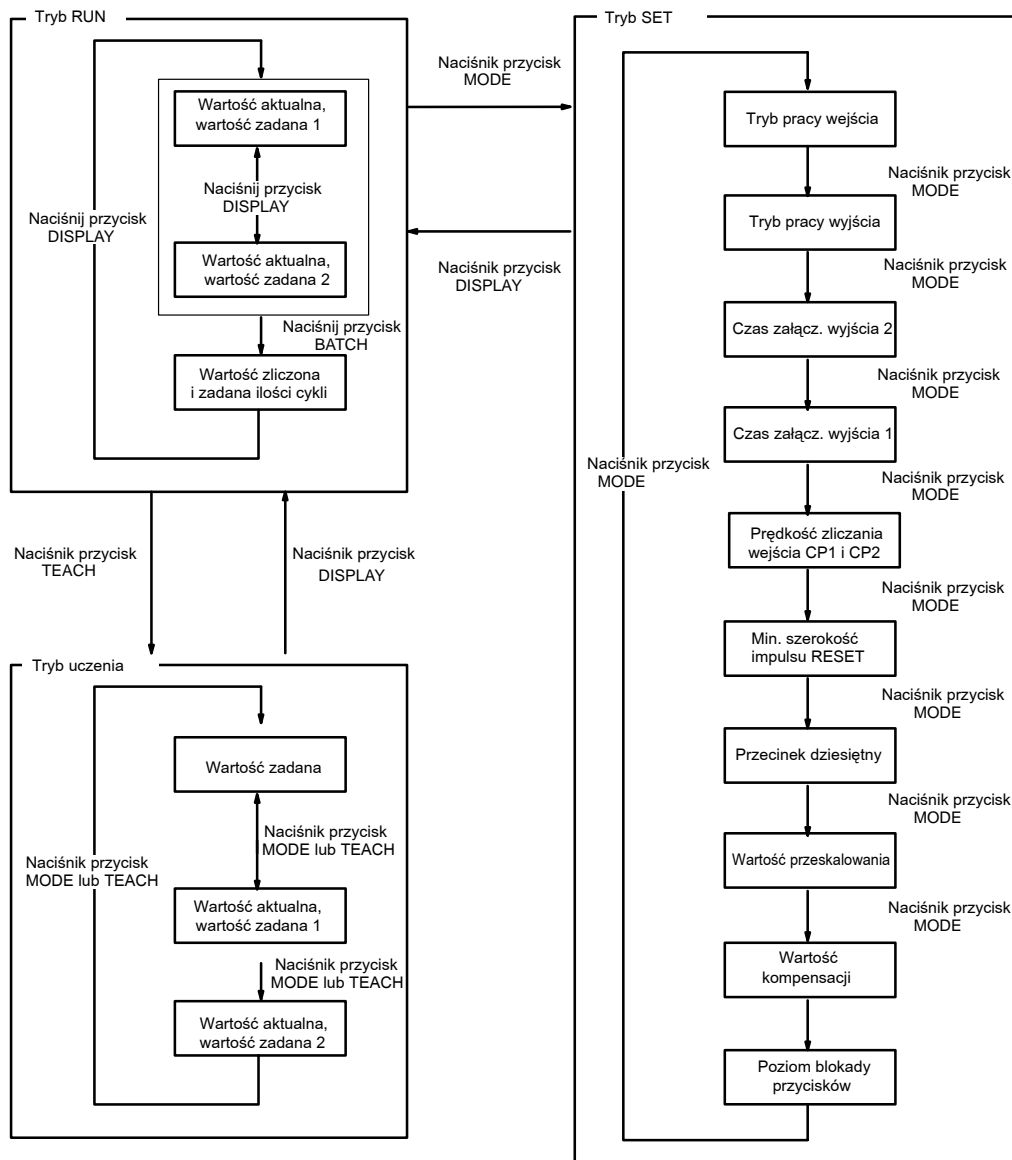 Tryb RUN
Wartość aktualna,
wartość zadana 1
Naciśnij przycisk
DISPLAY
Naciśnij przycisk
DISPLAY
Wartość aktualna,
wartość zadana 2
Naciśnij przycisk
BATCH
Wartość zliczona
i zadana ilości cykli
Naciśnik przycisk
MODE
Naciśnik przycisk
DISPLAY
Naciśnik przycisk
TEACH
Naciśnik przycisk
DISPLAY
Tryb uczenia
Wartość zadana
Naciśnik przycisk
MODE lub TEACH
Naciśnik przycisk
MODE lub TEACH
Wartość aktualna,
wartość zadana 1
Naciśnik przycisk
MODE lub TEACH
Wartość aktualna,
wartość zadana 2
Tryb SET
Tryb pracy wejścia
Naciśnik przycisk
MODE
Tryb pracy wyjścia
Naciśnik przycisk
MODE
Czas załącz. wyjścia 2
Naciśnik przycisk
MODE
Czas załącz. wyjścia 1
Naciśnik przycisk
MODE
Naciśnik przycisk
MODE
Prędkość zliczania
wejścia CP1 i CP2
Naciśnik przycisk
MODE
Min. szerokość
impulsu RESET
Naciśnik przycisk
MODE
Przecinek dziesiętny
Naciśnik przycisk
MODE
Wartość przeskalowania
Naciśnik przycisk
MODE
Wartość
kompensacji
Poziom blokady
przycisków